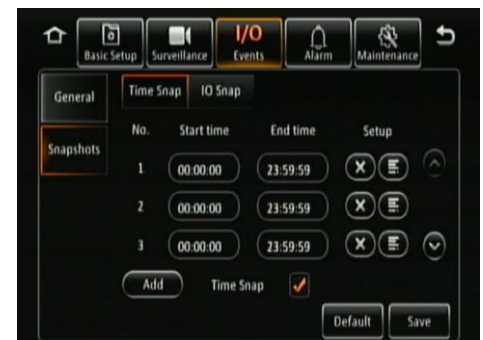 Basic Setup
Surveillance
I/O
Events
Alarm
Maintenance
General
Snapshots
Time Snap IO Snap
No. Start time End time Setup
1 00:00:00 23:59:59
2 00:00:00 23:59:59
3 00:00:00 23:59:59
Add Time Snap
Default Save